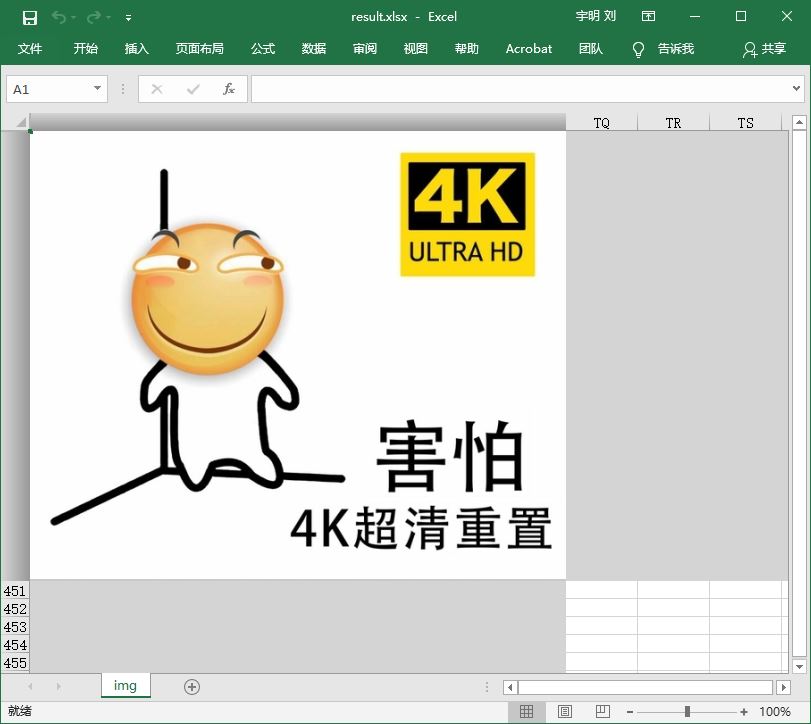 result.xlsx - Excel
宇明 刘
文件 开始 插入 页面布局 公式 数据 审阅 视图 帮助 Acrobat 团队 告诉我 共享
A1 fx
TQ TR TS
4K
ULTRA HD
害怕
4K超清重置
451
452
453
454
455
img
就绪 100%